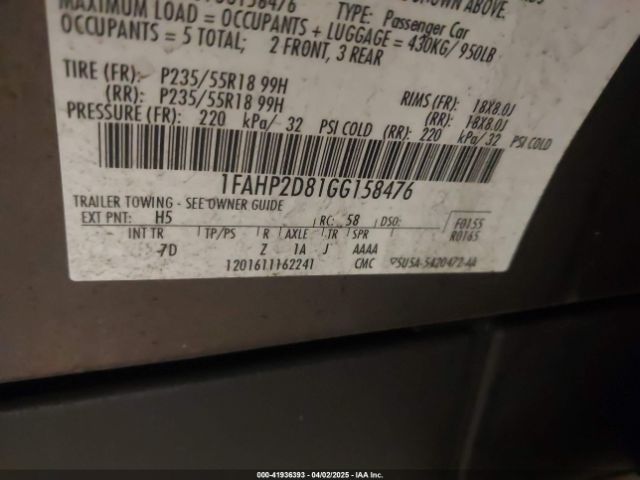 158476
SHOWN ABOVE.
MAXIMUM LOAD = OCCUPANTS + LUGGAGE = 430KG/ 950LB
TYPE: Passenger Car
OCCUPANTS = 5 TOTAL; 2 FRONT, 3 REAR
TIRE (FR): P235/55R18 99H
RIMS (FR): 18X8.0J
(RR): P235/55R18 99H
(RR): 18X8.0J
PRESSURE (FR): 220 kPa/ 32 PSI COLD (RR): 220 kPa/ 32 PSI COLD
1FAHP2D81GG158476
TRAILER TOWING - SEE OWNER GUIDE
EXT PNT: H5 RC: 58 DSO: F0155
R0165
INT TR TP/PS R AXLE TR SPR
7D Z 1A J AAAA
1201611162241 CMC 5U5A-5420472-AA
000-41936393 - 04/02/2025 - IAA Inc.